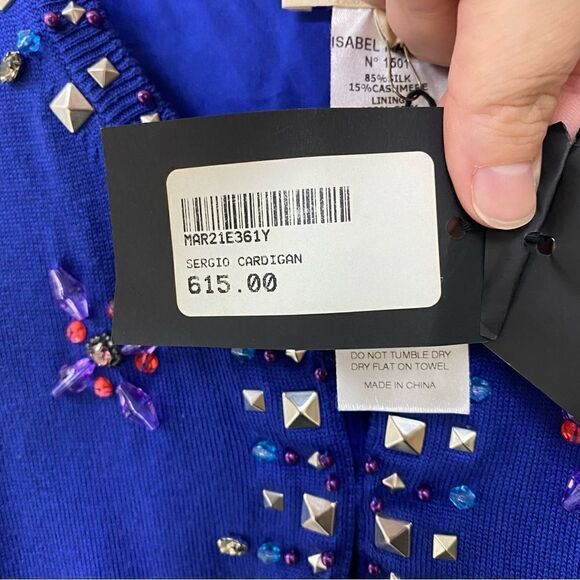 ISABEL
N° 1501
85%SILK
15%CASHMERE
LINING
MAR21E361Y
SERGIO CARDIGAN
615.00
DO NOT TUMBLE DRY
DRY FLAT ON TOWEL
MADE IN CHINA